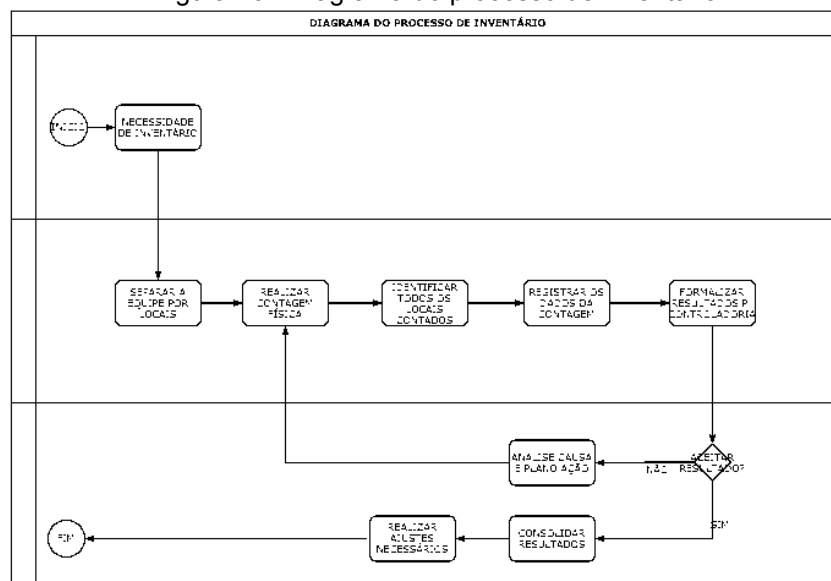 DIAGRAMA DO PROCESSO DE INVENTÁRIO
INICIO
NECESSIDADE
DE INVENTÁRIO
SEPARAR A
EQUIPE POR
LOCAIS
REALIZAR
CONTAGEM
FÍSICA
IDENTIFICAR
TODOS OS
LOCAIS
CONTADOS
REGISTRAR OS
DADOS DA
CONTAGEM
FORMALIZAR
RESULTADOS P
CONTROLADORIA
ANALISE CAUSA
E PLANO AÇÃO
NÃO
ACEITAR
RESULTADO?
SIM
FIM
REALIZAR
AJUSTES
NECESSÁRIOS
CONSOLIDAR
RESULTADOS